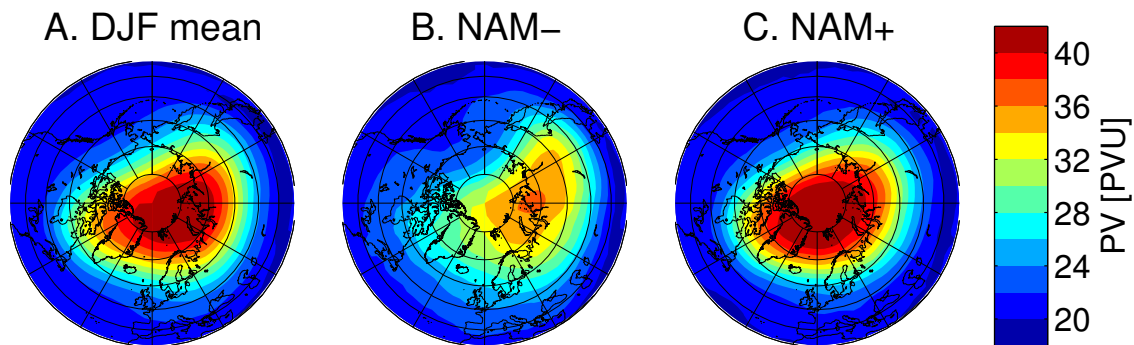 A. DJF mean
B. NAM−
C. NAM+
40
36
32
28
24
20
PV [PVU]